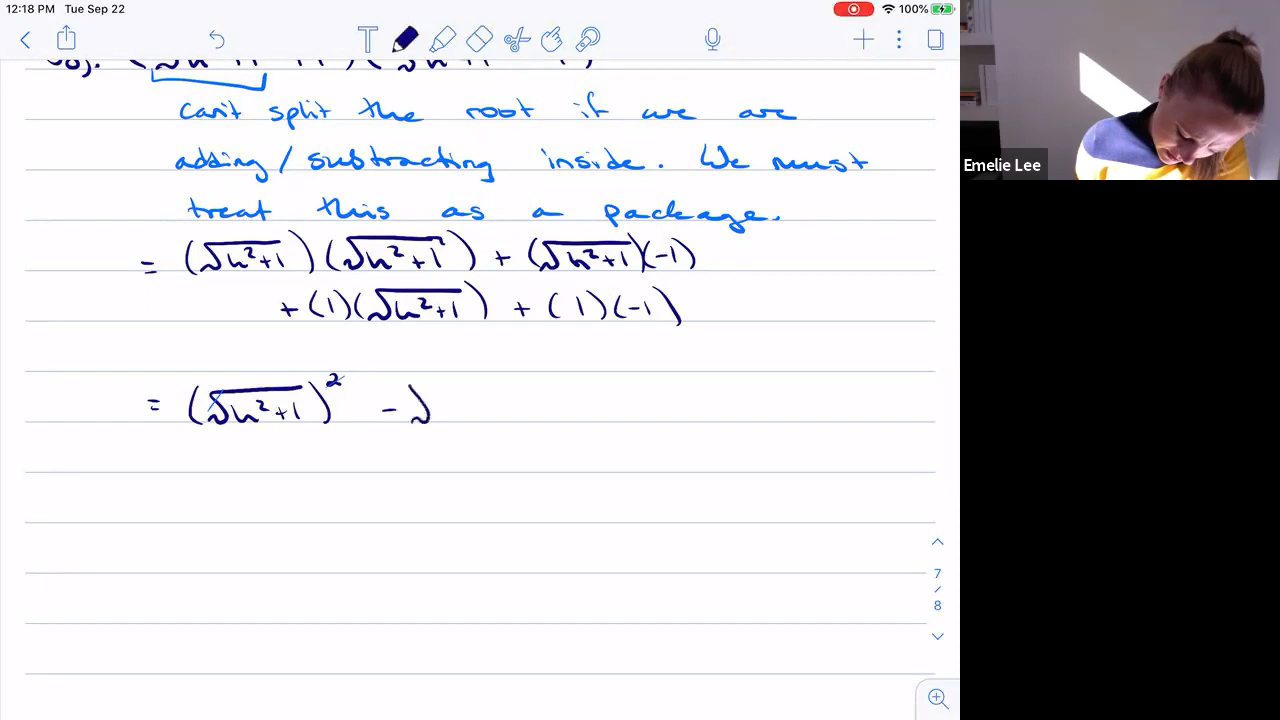 12:18 PM Tue Sep 22
100%
can't split the root if we are
adding/subtracting inside. We must
treat this as a package.
= (√h²+1)(√h²+1) + (√h²+1)(-1)
+ (1)(√h²+1) + (1)(-1)
= (√h²+1)² - √
7
/
8
Emelie Lee